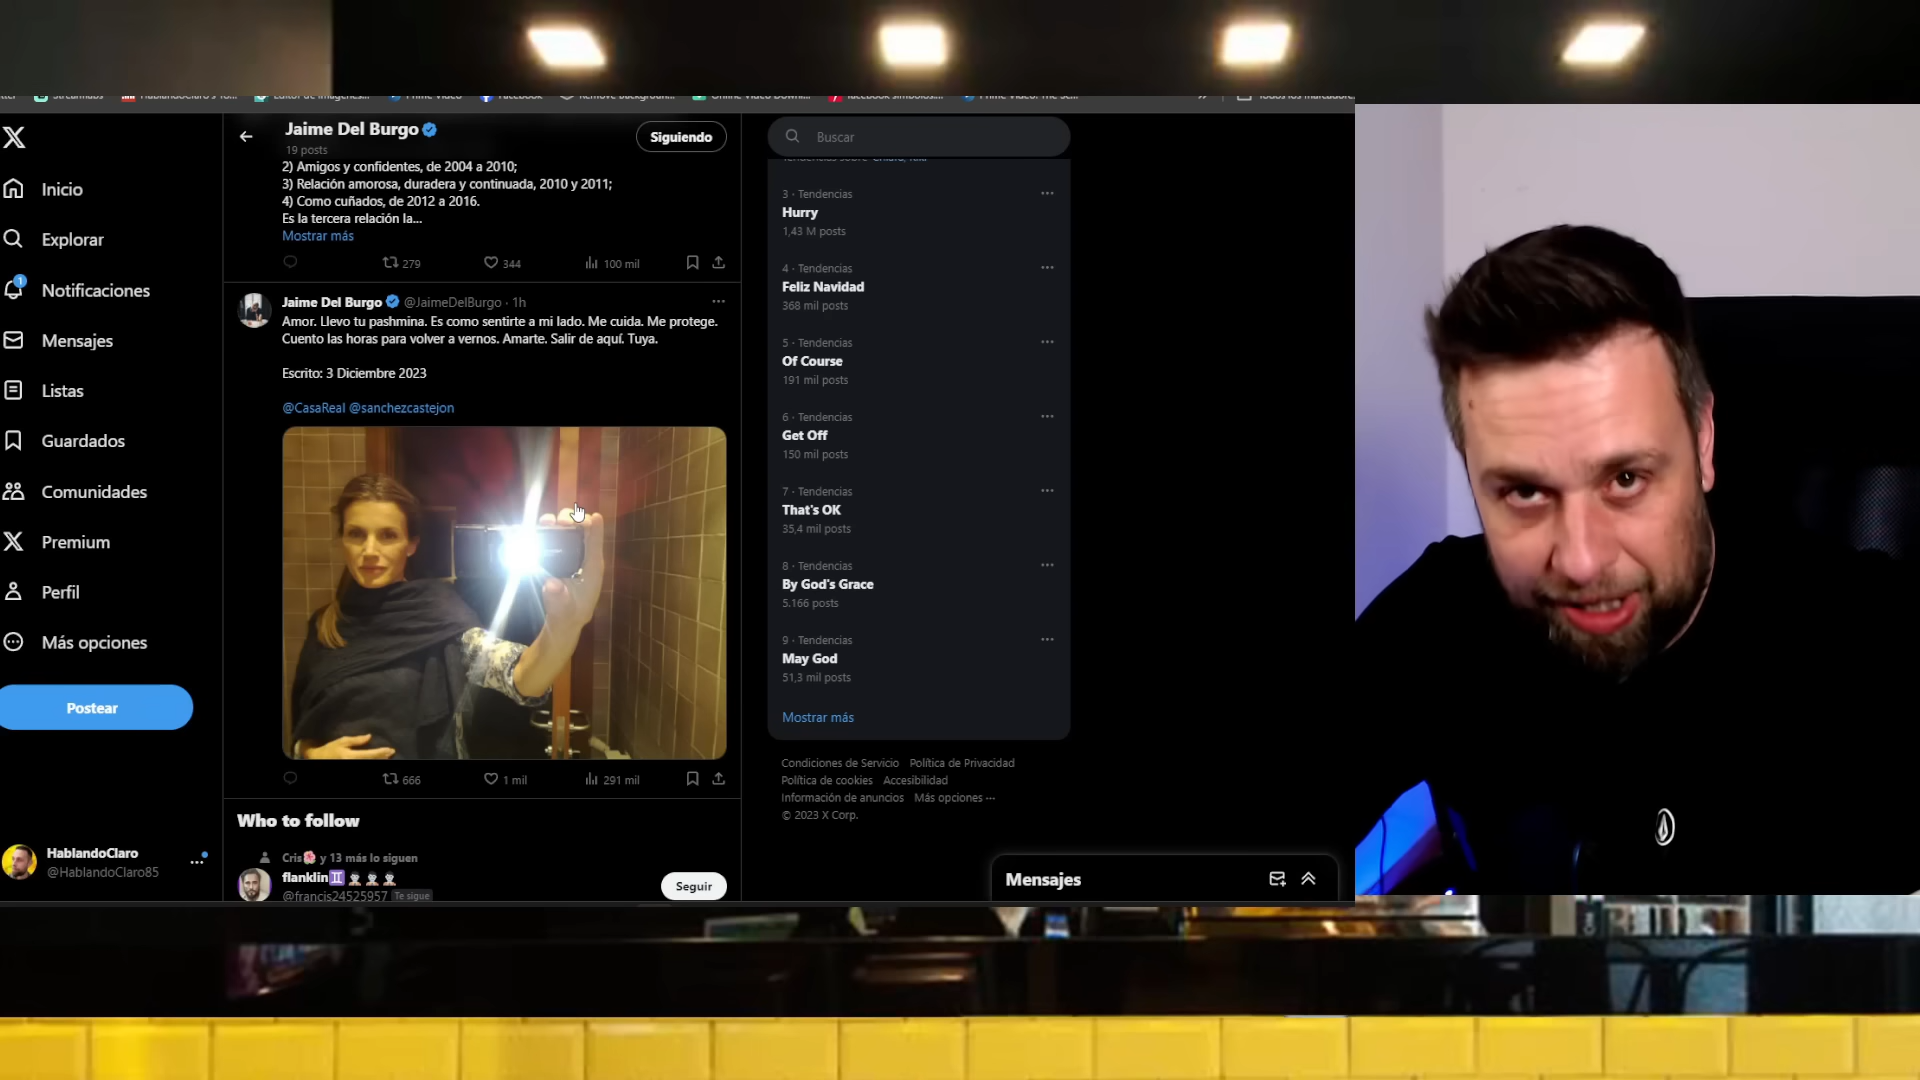 Jaime Del Burgo
19 posts
Siguiendo
2) Amigos y confidentes, de 2004 a 2010;
3) Relación amorosa, duradera y continuada, 2010 y 2011;
4) Como cuñados, de 2012 a 2016.
Es la tercera relación la...
Mostrar más
279
344
100 mil
Jaime Del Burgo @JaimeDelBurgo · 1h
Amor. Llevo tu pashmina. Es como sentirte a mi lado. Me cuida. Me protege.
Cuento las horas para volver a vernos. Amarte. Salir de aquí. Tuya.
Escrito: 3 Diciembre 2023
@CasaReal @sanchezcastejon
666
1 mil
291 mil
Who to follow
Cris y 13 más lo siguen
flanklin
@francis24525957 Te sigue
Seguir
Inicio
Explorar
1
Notificaciones
Mensajes
Listas
Guardados
Comunidades
Premium
Perfil
Más opciones
Postear
HablandoClaro
@HablandoClaro85
Buscar
3 · Tendencias
Hurry
1,43 M posts
4 · Tendencias
Feliz Navidad
368 mil posts
5 · Tendencias
Of Course
191 mil posts
6 · Tendencias
Get Off
150 mil posts
7 · Tendencias
That's OK
35,4 mil posts
8 · Tendencias
By God's Grace
5.166 posts
9 · Tendencias
May God
51,3 mil posts
Mostrar más
Condiciones de Servicio Política de Privacidad
Política de cookies Accesibilidad
Información de anuncios Más opciones ···
© 2023 X Corp.
Mensajes